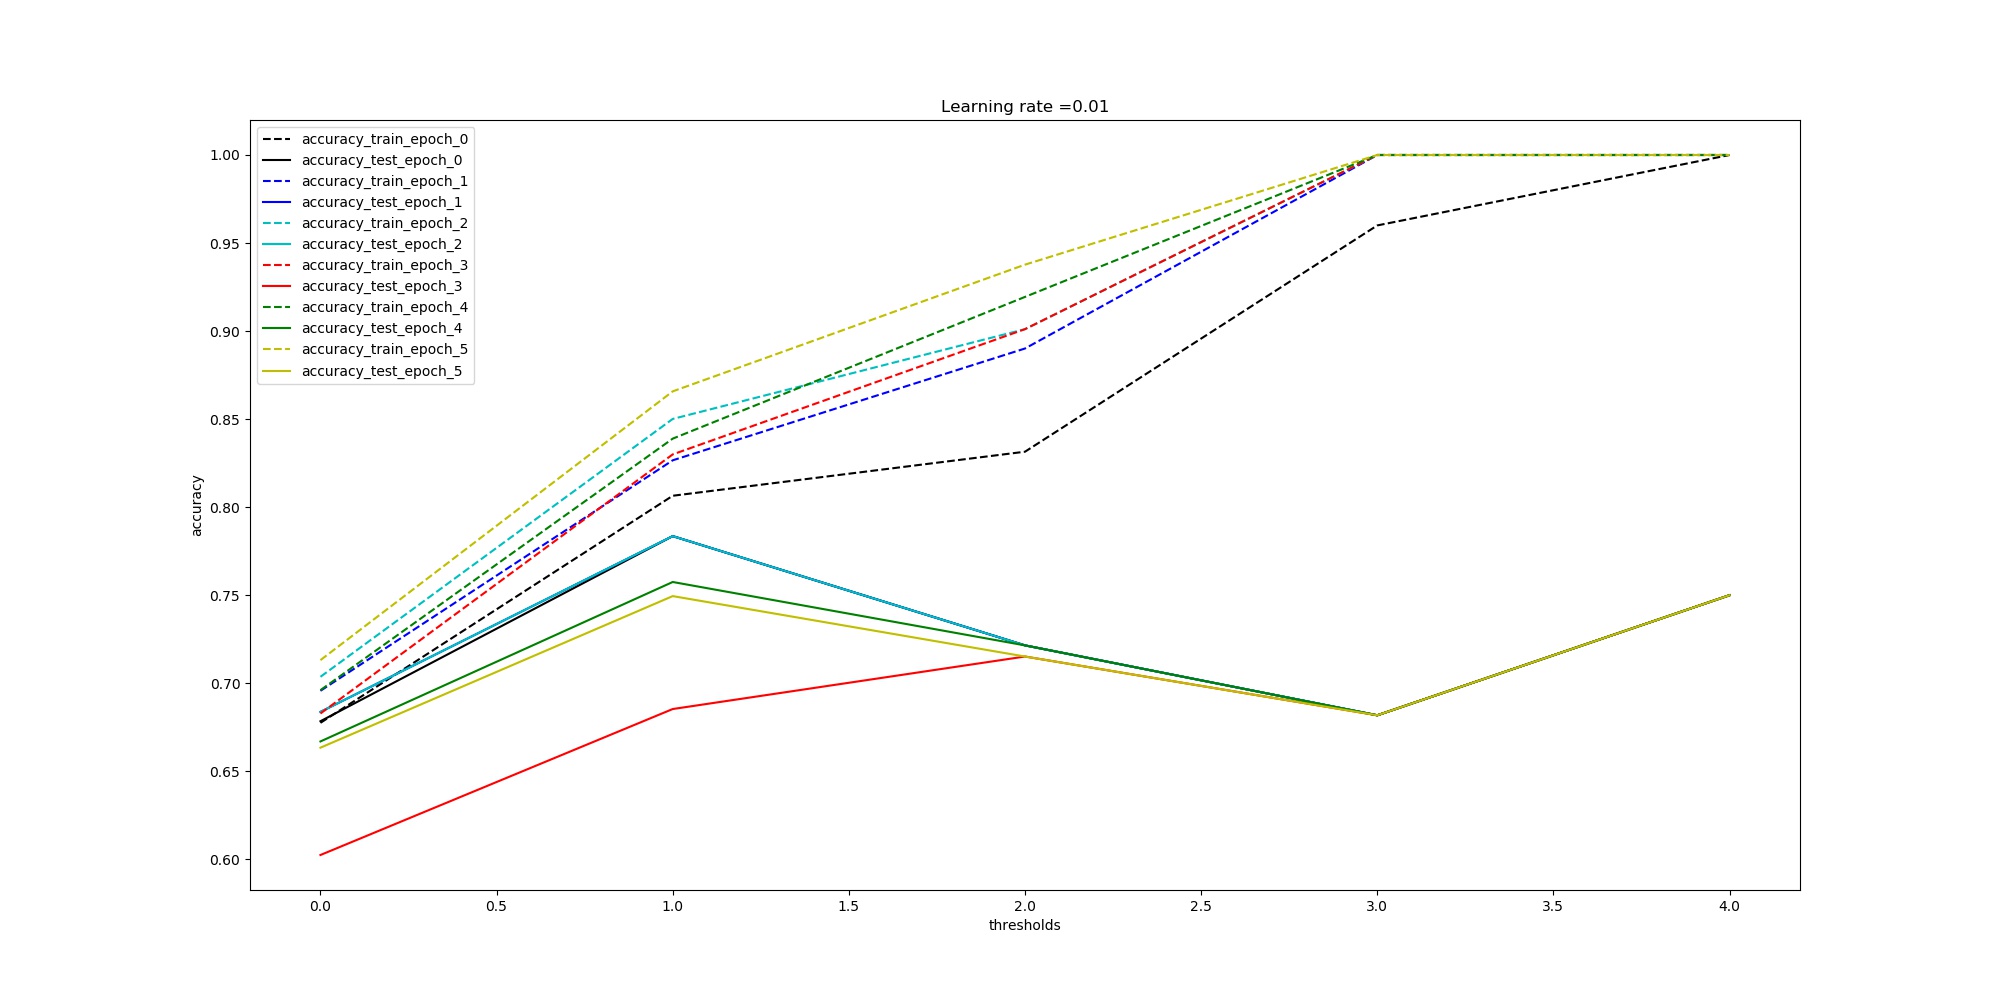 Learning rate =0.01
accuracy_train_epoch_0
accuracy_test_epoch_0
accuracy_train_epoch_1
accuracy_test_epoch_1
accuracy_train_epoch_2
accuracy_test_epoch_2
accuracy_train_epoch_3
accuracy_test_epoch_3
accuracy_train_epoch_4
accuracy_test_epoch_4
accuracy_train_epoch_5
accuracy_test_epoch_5
1.00
0.95
0.90
0.85
0.80
0.75
0.70
0.65
0.60
accuracy
0.0 0.5 1.0 1.5 2.0 2.5 3.0 3.5 4.0
thresholds